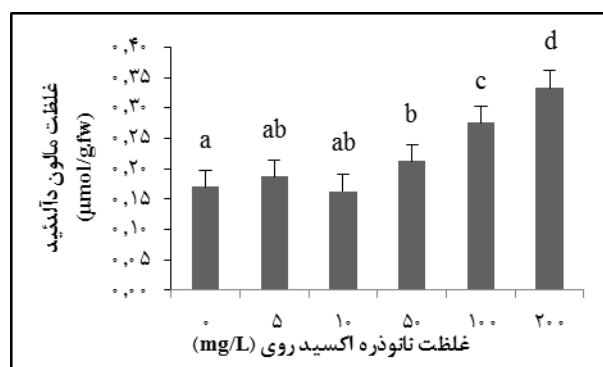 غلظت مالون دآلدئید
(µmol/g.fw)
۰,۴۰
۰,۳۵
۰,۳۰
۰,۲۵
۰,۲۰
۰,۱۵
۰,۱۰
۰,۰۵
۰,۰۰
a
ab
ab
b
c
d
۰ ۵ ۱۰ ۵۰ ۱۰۰ ۲۰۰
غلظت نانوذره اکسید روی (mg/L)